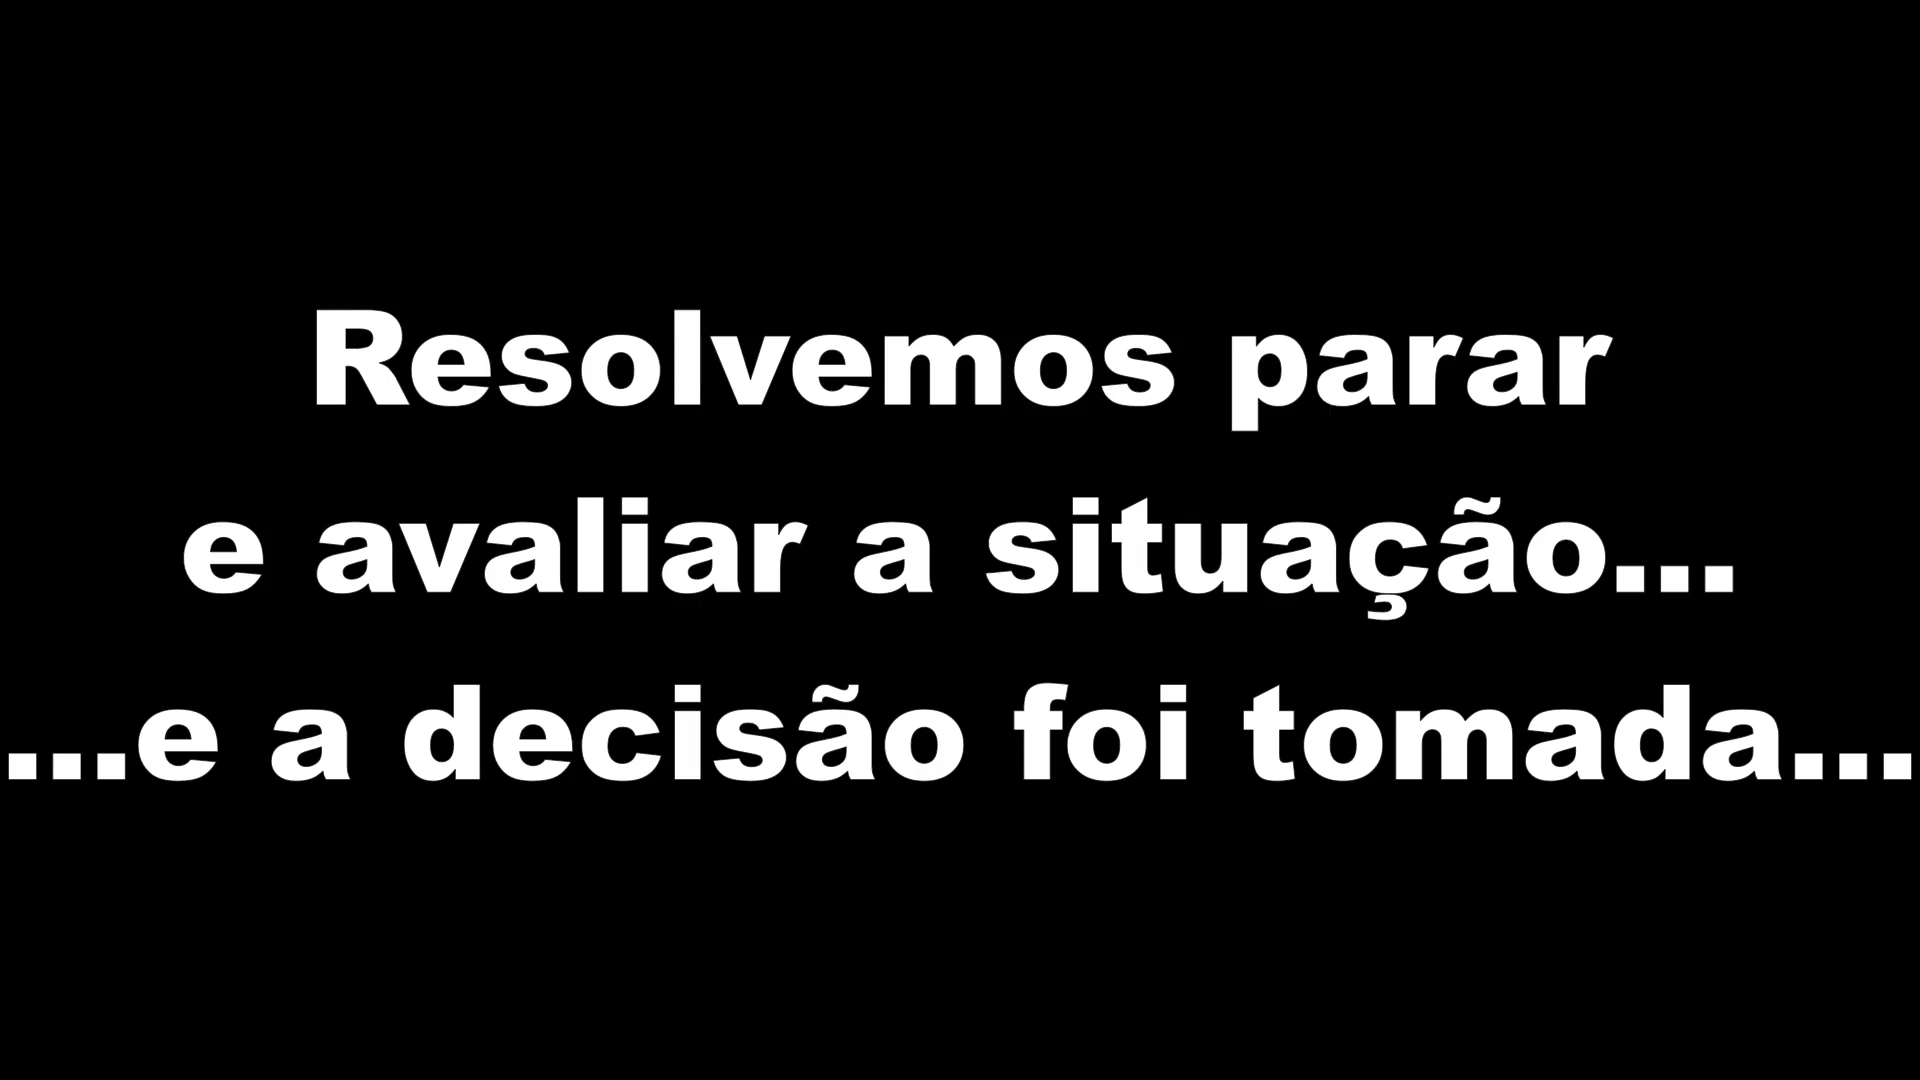 Resolvemos parar
e avaliar a situação...
...e a decisão foi tomada...